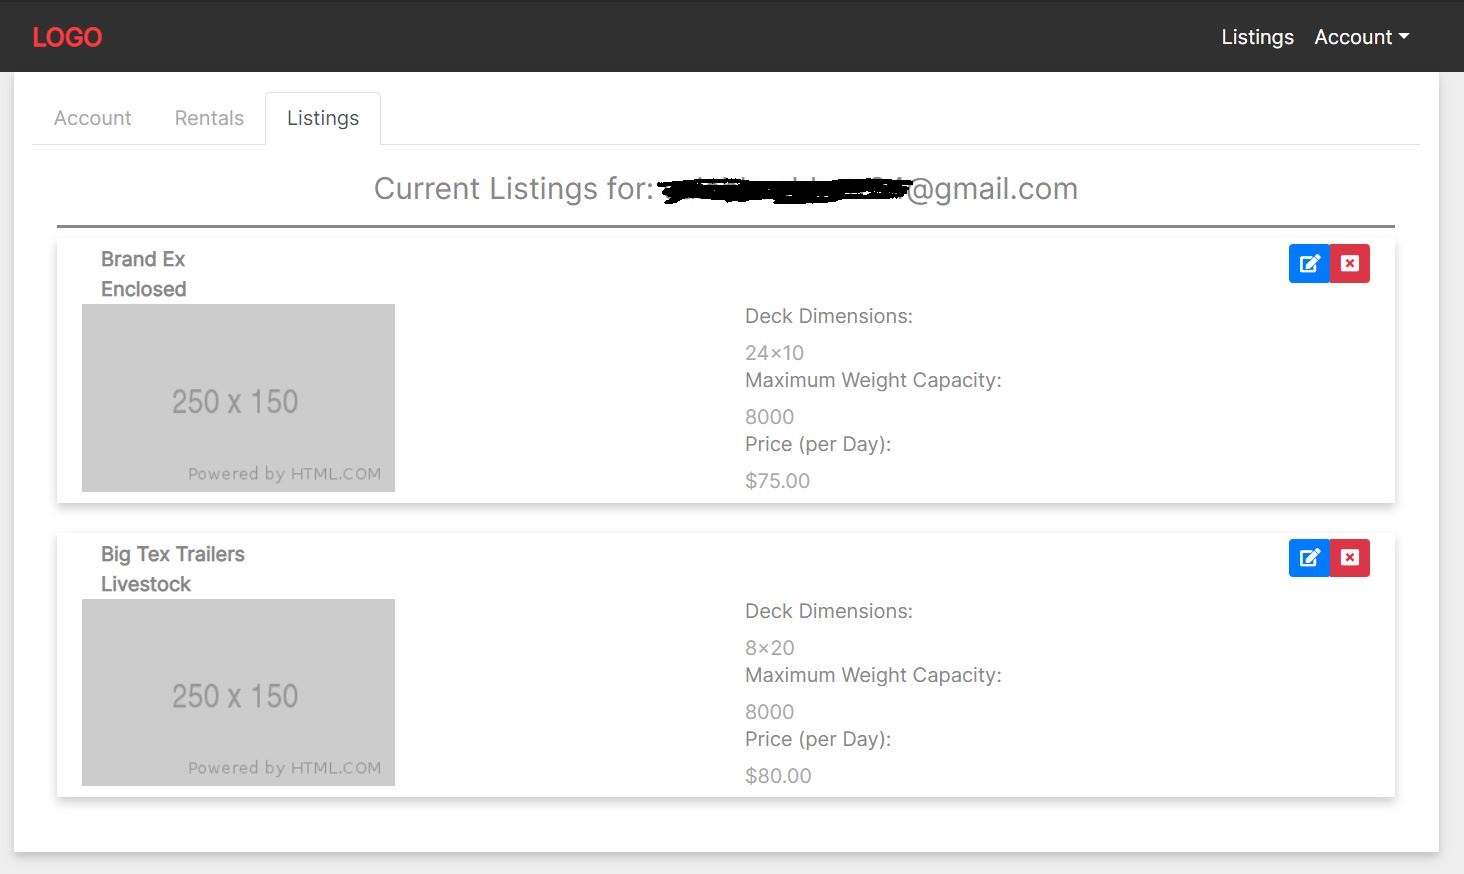 LOGO
Listings
Account
Account
Rentals
Listings
Current Listings for: @gmail.com
Brand Ex
Enclosed
250 x 150
Powered by HTML.COM
Deck Dimensions:
24×10
Maximum Weight Capacity:
8000
Price (per Day):
$75.00
Big Tex Trailers
Livestock
250 x 150
Powered by HTML.COM
Deck Dimensions:
8×20
Maximum Weight Capacity:
8000
Price (per Day):
$80.00